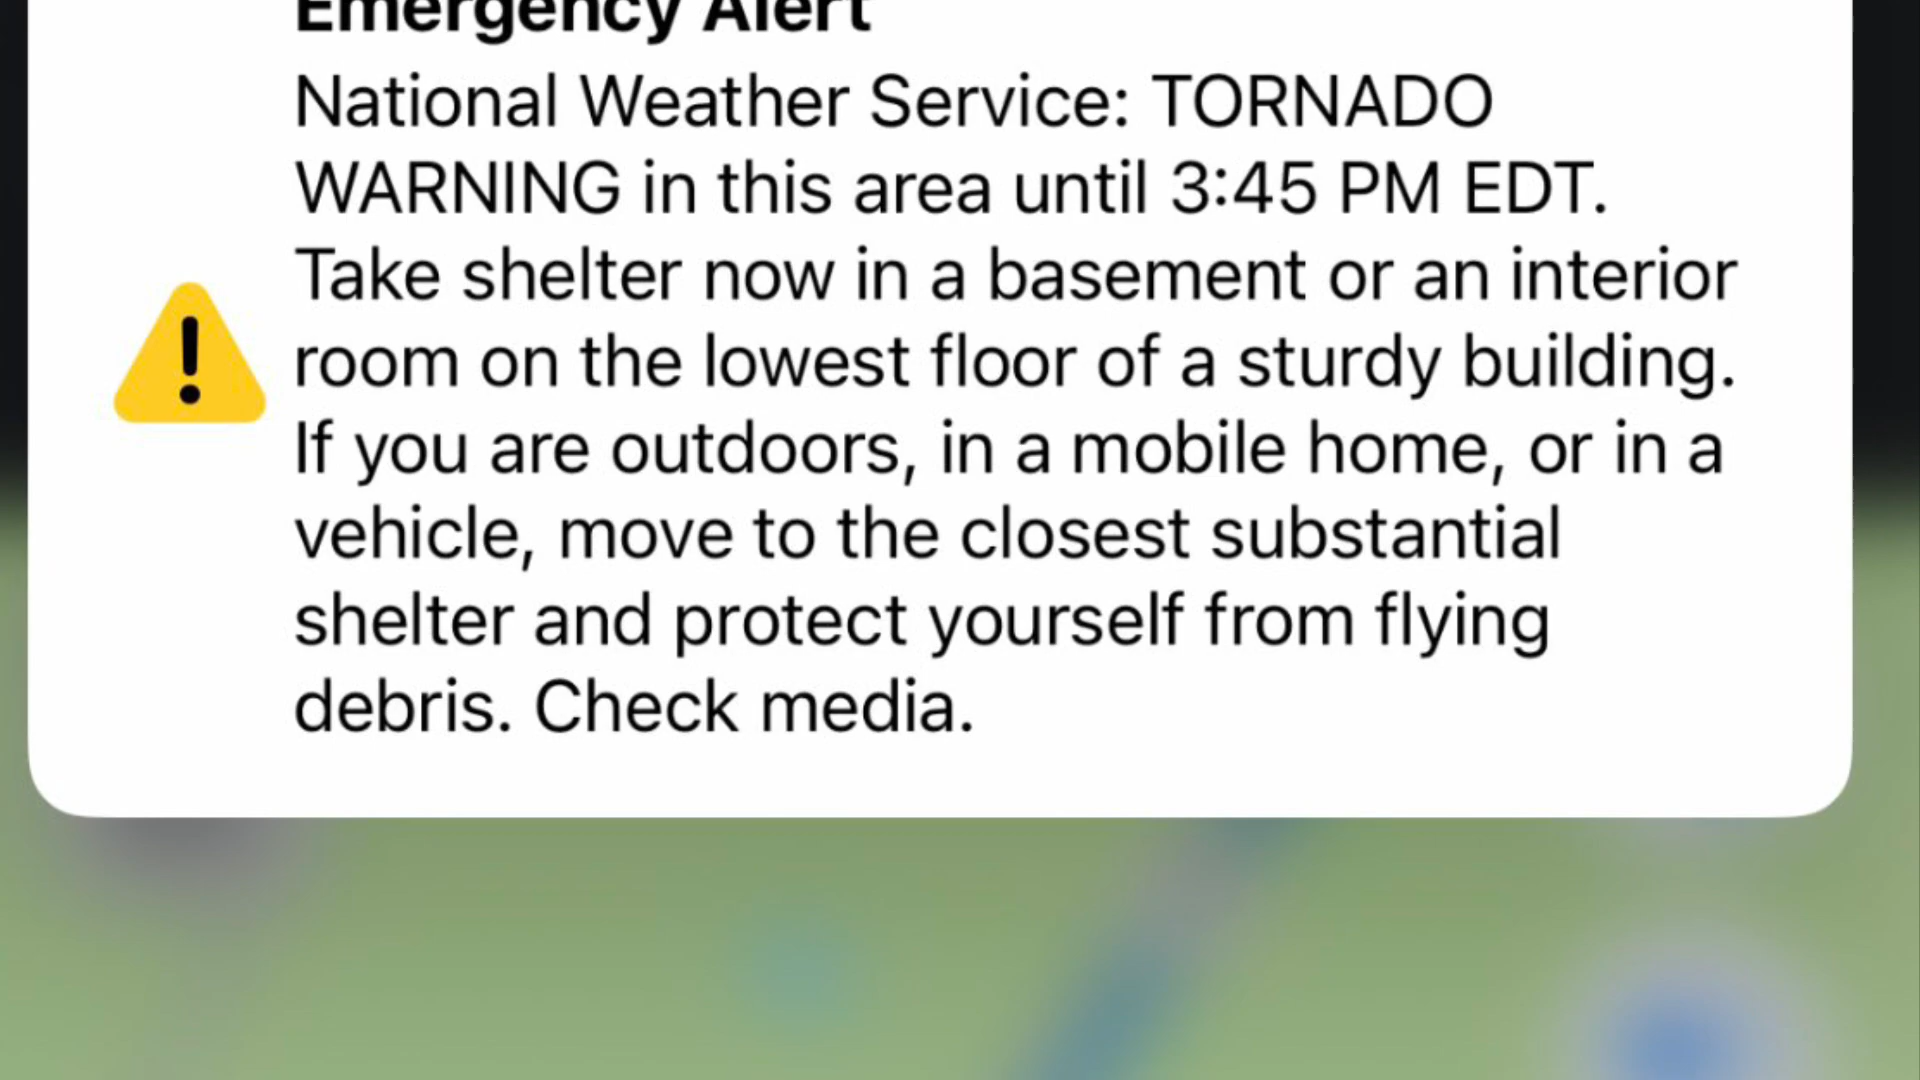 Emergency Alert
National Weather Service: TORNADO
WARNING in this area until 3:45 PM EDT.
Take shelter now in a basement or an interior
room on the lowest floor of a sturdy building.
If you are outdoors, in a mobile home, or in a
vehicle, move to the closest substantial
shelter and protect yourself from flying
debris. Check media.